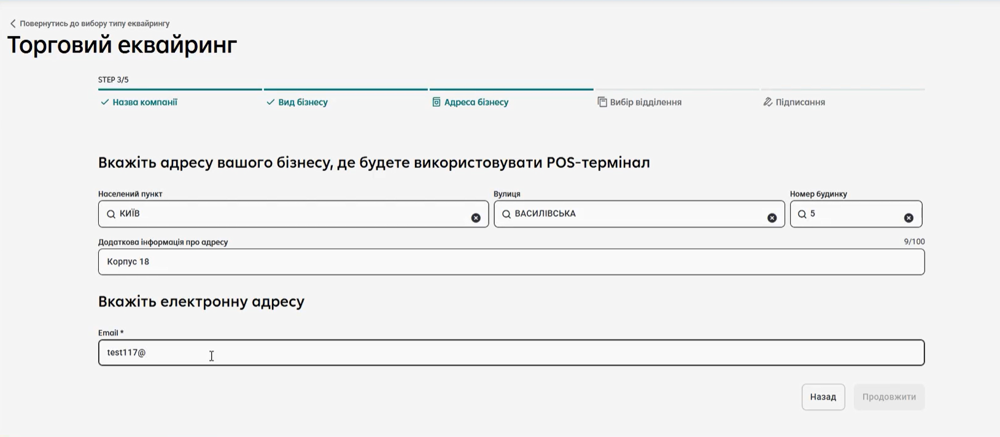 Повернутись до вибору типу еквайрингу
Торговий еквайринг
STEP 3/5
Назва компанії
Вид бізнесу
Адреса бізнесу
Вибір відділення
Підписання
Вкажіть адресу вашого бізнесу, де будете використовувати POS-термінал
Населений пункт
Вулиця
Номер будинку
КИЇВ
ВАСИЛІВСЬКА
5
Додаткова інформація про адресу
9/100
Корпус 18
Вкажіть електронну адресу
Email *
test117@
Назад
Продовжити